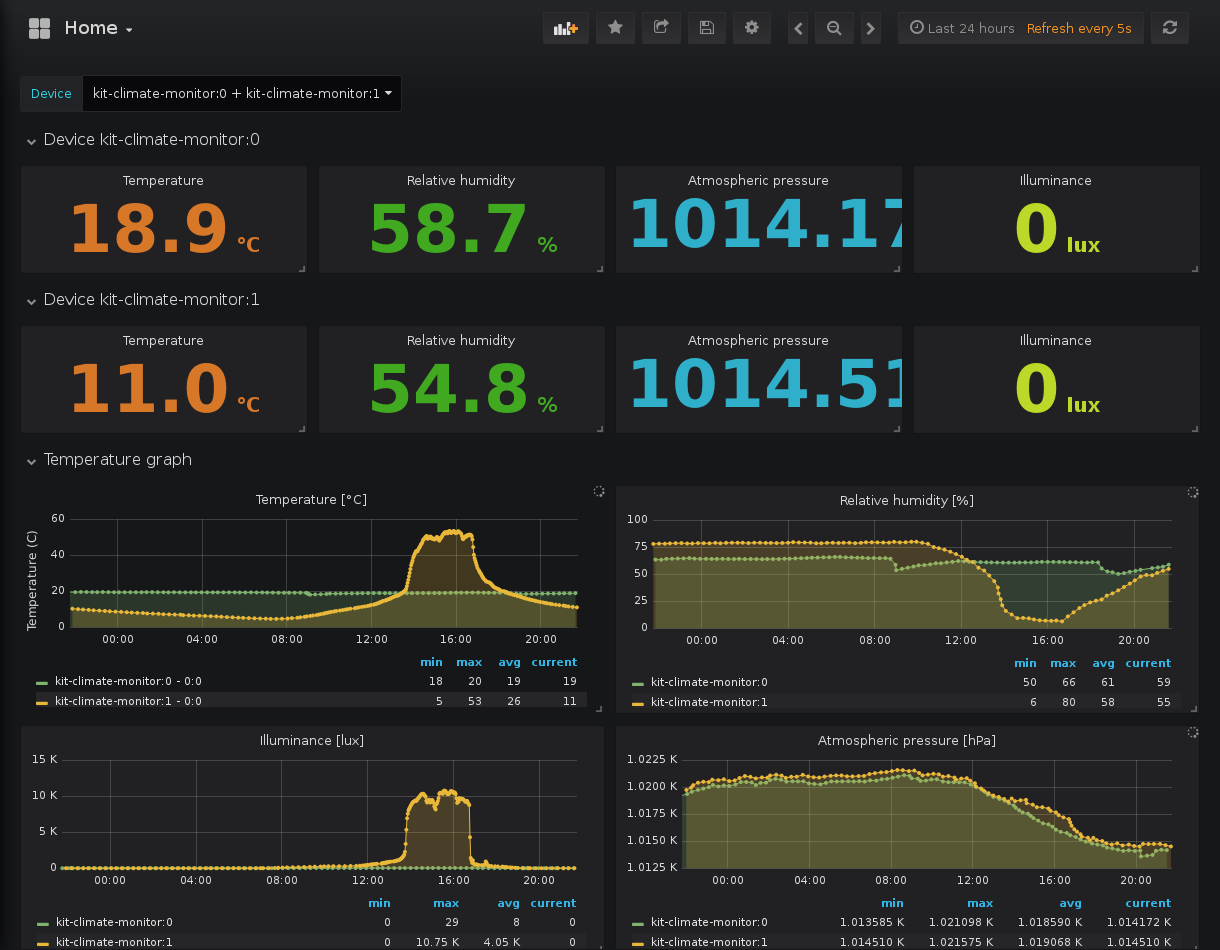 Home
Last 24 hours Refresh every 5s
Device kit-climate-monitor:0 + kit-climate-monitor:1
Device kit-climate-monitor:0
Temperature Relative humidity Atmospheric pressure Illuminance
18.9 °C 58.7 % 1014.17 0 lux
Device kit-climate-monitor:1
Temperature Relative humidity Atmospheric pressure Illuminance
11.0 °C 54.8 % 1014.51 0 lux
Temperature graph
Temperature [°C]
Temperature (C)
60
40
20
0
00:00 04:00 08:00 12:00 16:00 20:00
min max avg current
kit-climate-monitor:0 - 0:0 18 20 19 19
kit-climate-monitor:1 - 0:0 5 53 26 11
Relative humidity [%]
100
75
50
25
0
00:00 04:00 08:00 12:00 16:00 20:00
min max avg current
kit-climate-monitor:0 50 66 61 59
kit-climate-monitor:1 6 80 58 55
Illuminance [lux]
15 K
10 K
5 K
0
00:00 04:00 08:00 12:00 16:00 20:00
min max avg current
kit-climate-monitor:0 0 29 8 0
kit-climate-monitor:1 0 10.75 K 4.05 K 0
Atmospheric pressure [hPa]
1.0225 K
1.0200 K
1.0175 K
1.0150 K
1.0125 K
00:00 04:00 08:00 12:00 16:00 20:00
min max avg current
kit-climate-monitor:0 1.013585 K 1.021098 K 1.018590 K 1.014172 K
kit-climate-monitor:1 1.014510 K 1.021575 K 1.019068 K 1.014510 K